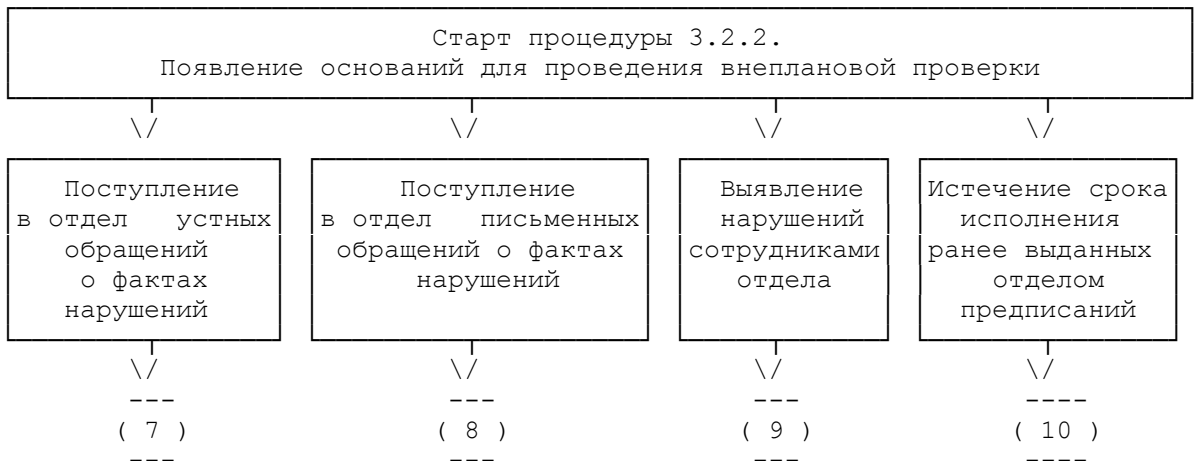 Старт процедуры 3.2.2.
Появление оснований для проведения внеплановой проверки
\/ \/ \/ \/
Поступление Поступление Выявление Истечение срока
в отдел устных в отдел письменных нарушений исполнения
обращений обращений о фактах сотрудниками ранее выданных
о фактах нарушений отдела отделом
нарушений предписаний
\/ \/ \/ \/
--- --- --- ----
( 7 ) ( 8 ) ( 9 ) ( 10 )
--- --- --- ----